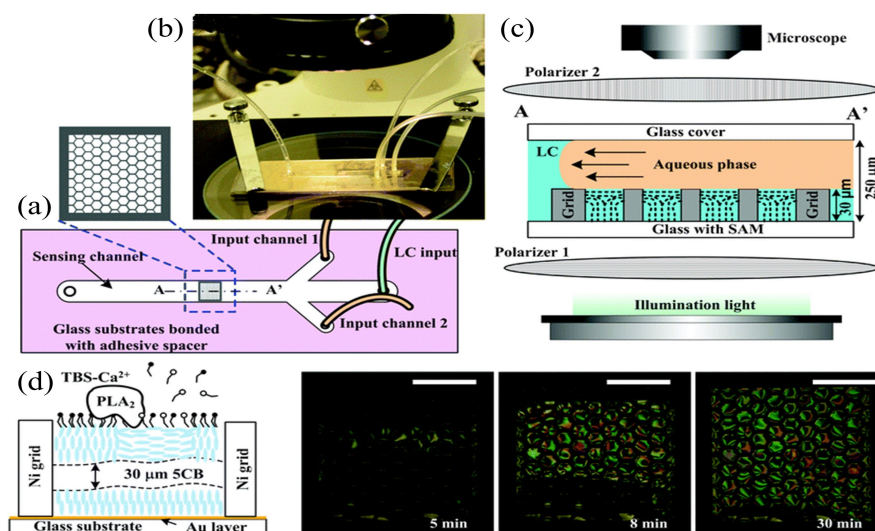 (b)
(c)
Microscope
Polarizer 2
A
A'
Glass cover
LC
Aqueous phase
250 μm
Grid
Grid
30 μm
Glass with SAM
Polarizer 1
Illumination light
(a)
Input channel 1
LC input
Sensing channel
A
A'
Input channel 2
Glass substrates bonded
with adhesive spacer
(d)
TBS-Ca²⁺
PLA₂
Ni grid
30 μm 5CB
Ni grid
Glass substrate
Au layer
5 min
8 min
30 min